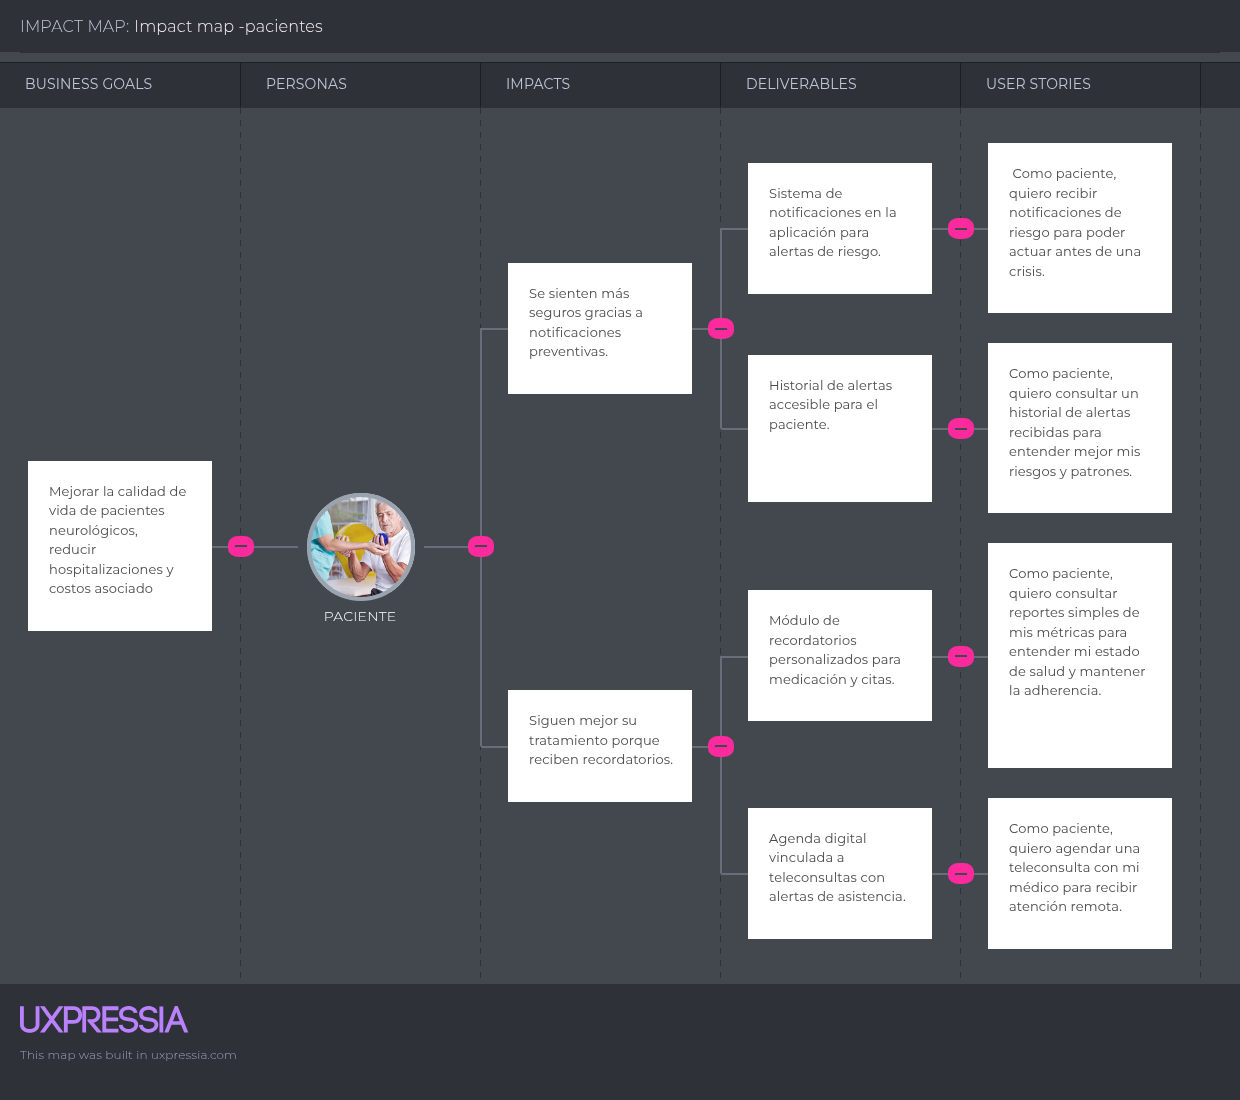 IMPACT MAP: Impact map -pacientes
BUSINESS GOALS
PERSONAS
IMPACTS
DELIVERABLES
USER STORIES
Mejorar la calidad de
vida de pacientes
neurológicos,
reducir
hospitalizaciones y
costos asociado
PACIENTE
Se sienten más
seguros gracias a
notificaciones
preventivas.
Sistema de
notificaciones en la
aplicación para
alertas de riesgo.
Como paciente,
quiero recibir
notificaciones de
riesgo para poder
actuar antes de una
crisis.
Historial de alertas
accesible para el
paciente.
Como paciente,
quiero consultar un
historial de alertas
recibidas para
entender mejor mis
riesgos y patrones.
Siguen mejor su
tratamiento porque
reciben recordatorios.
Módulo de
recordatorios
personalizados para
medicación y citas.
Como paciente,
quiero consultar
reportes simples de
mis métricas para
entender mi estado
de salud y mantener
la adherencia.
Agenda digital
vinculada a
teleconsultas con
alertas de asistencia.
Como paciente,
quiero agendar una
teleconsulta con mi
médico para recibir
atención remota.
UXPRESSIA
This map was built in uxpressia.com